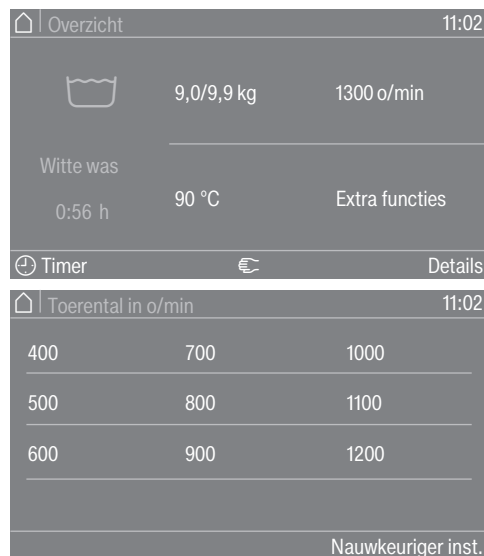 Overzicht 11:02
9,0/9,9 kg 1300 o/min
Witte was
0:56 h
90 °C Extra functies
Timer Details
Toerental in o/min 11:02
400 700 1000
500 800 1100
600 900 1200
Nauwkeuriger inst.